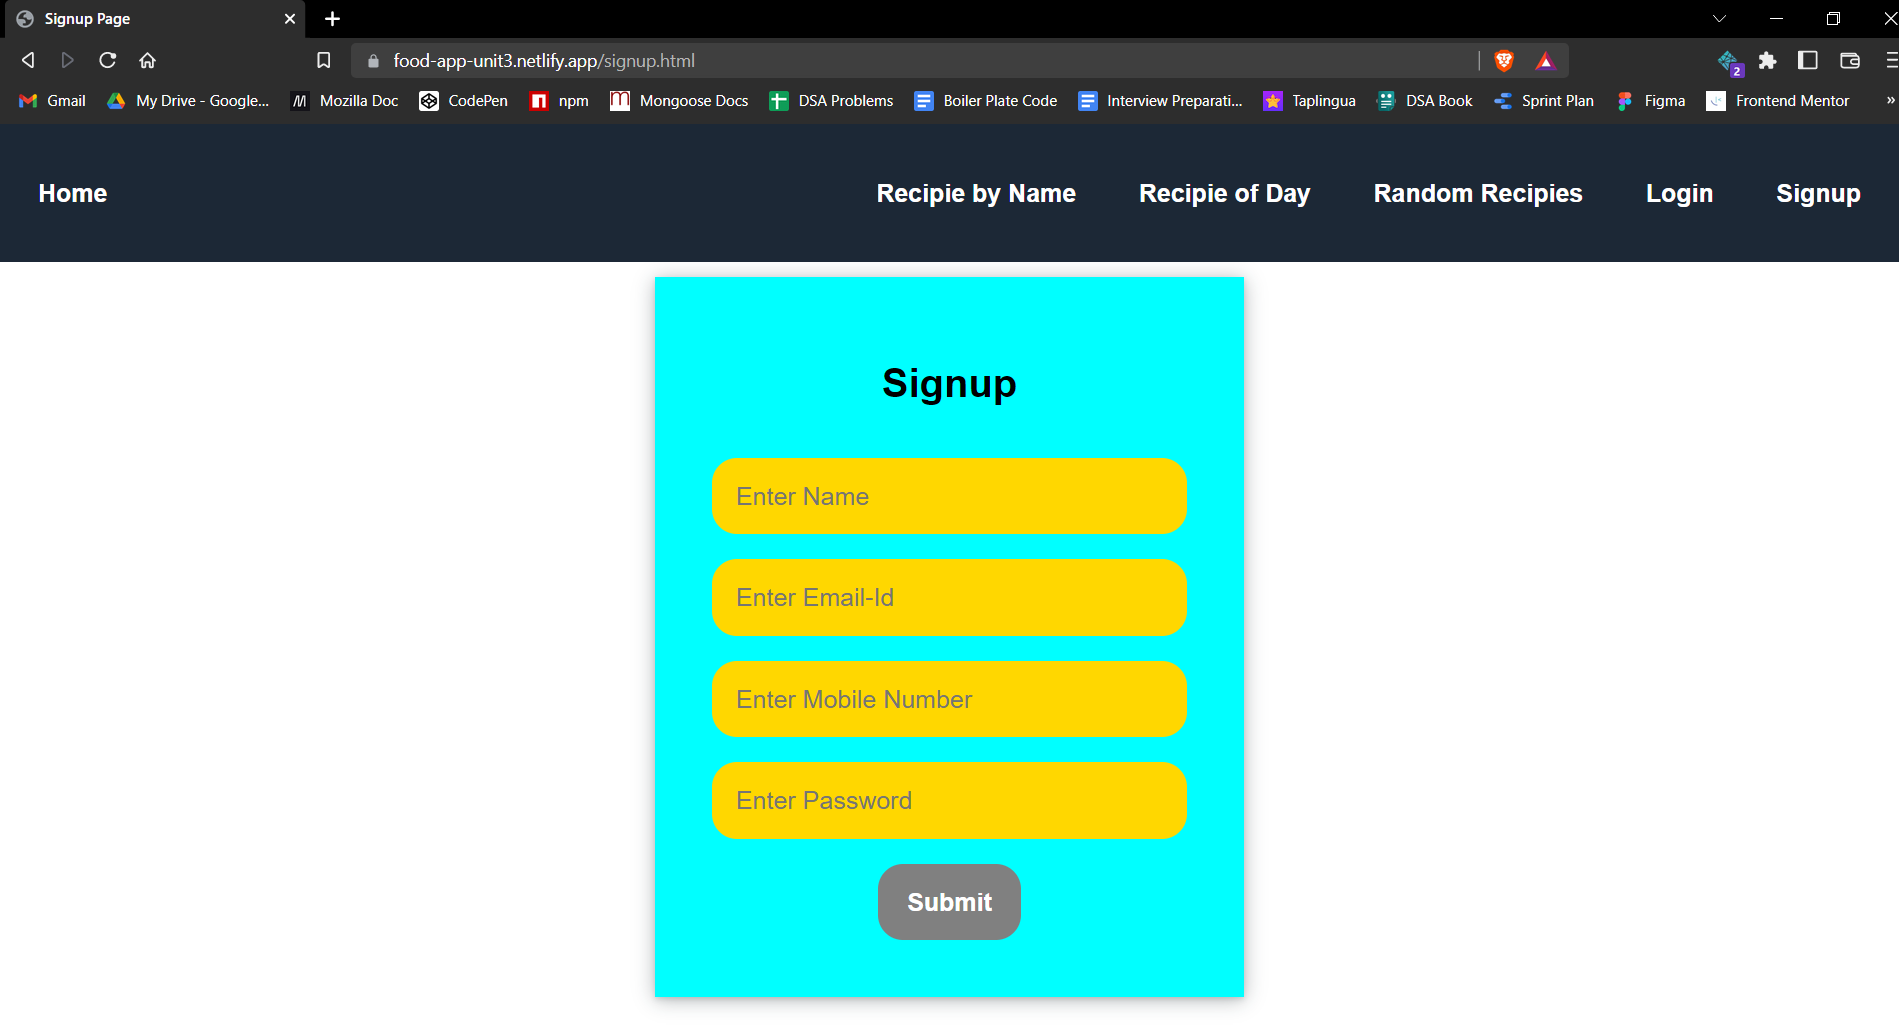 Signup Page
food-app-unit3.netlify.app/signup.html
2
Gmail My Drive - Google... Mozilla Doc CodePen npm Mongoose Docs DSA Problems Boiler Plate Code Interview Preparati... Taplingua DSA Book Sprint Plan Figma Frontend Mentor »
Home Recipie by Name Recipie of Day Random Recipies Login Signup
Signup
Enter Name
Enter Email-Id
Enter Mobile Number
Enter Password
Submit